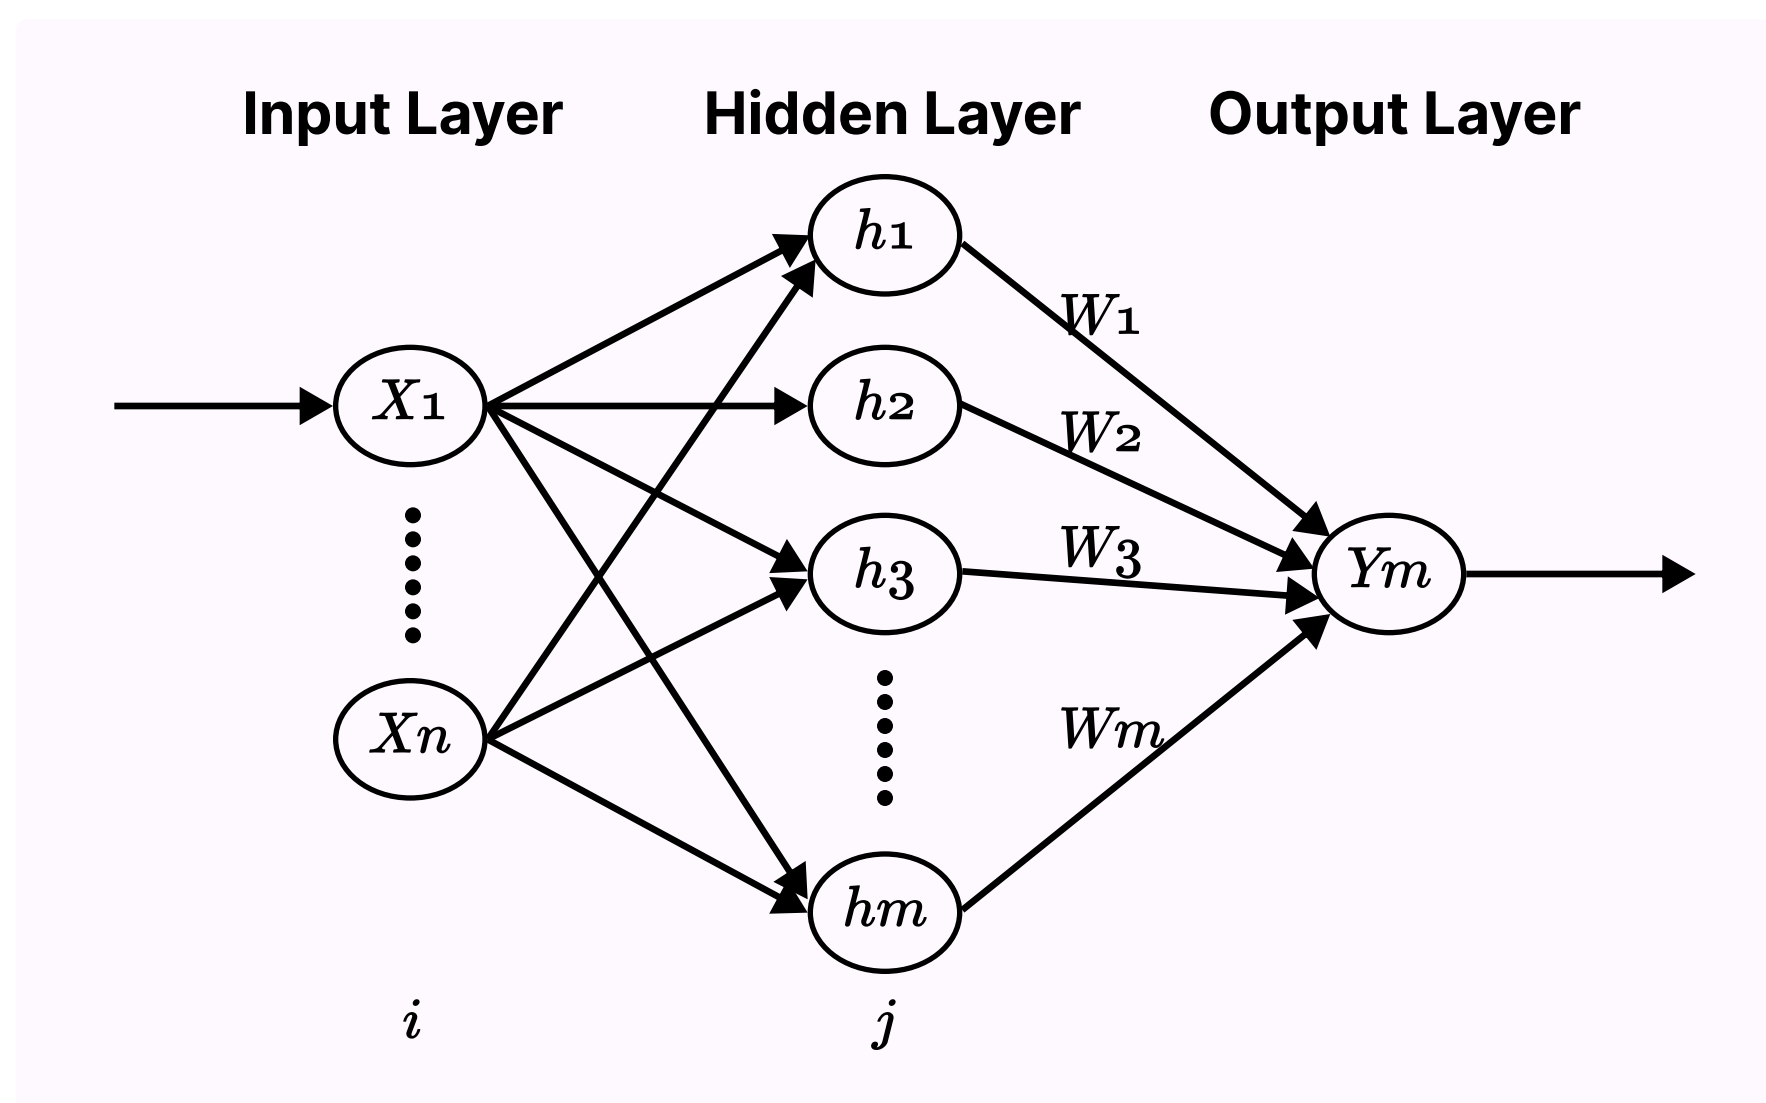 Input Layer Hidden Layer Output Layer
h1
W1
X1 h2
W2
W3
h3 Ym
Xn Wm
hm
i j